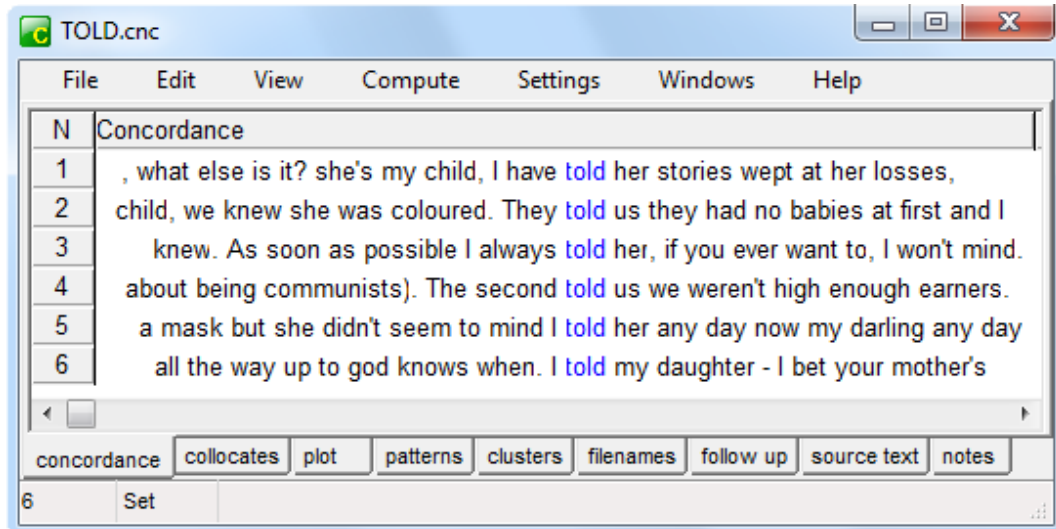 C TOLD.cnc X
File Edit View Compute Settings Windows Help
N Concordance
1 , what else is it? she's my child, I have told her stories wept at her losses,
2 child, we knew she was coloured. They told us they had no babies at first and I
3 knew. As soon as possible I always told her, if you ever want to, I won't mind.
4 about being communists). The second told us we weren't high enough earners.
5 a mask but she didn't seem to mind I told her any day now my darling any day
6 all the way up to god knows when. I told my daughter - I bet your mother's
concordance collocates plot patterns clusters filenames follow up source text notes
6 Set